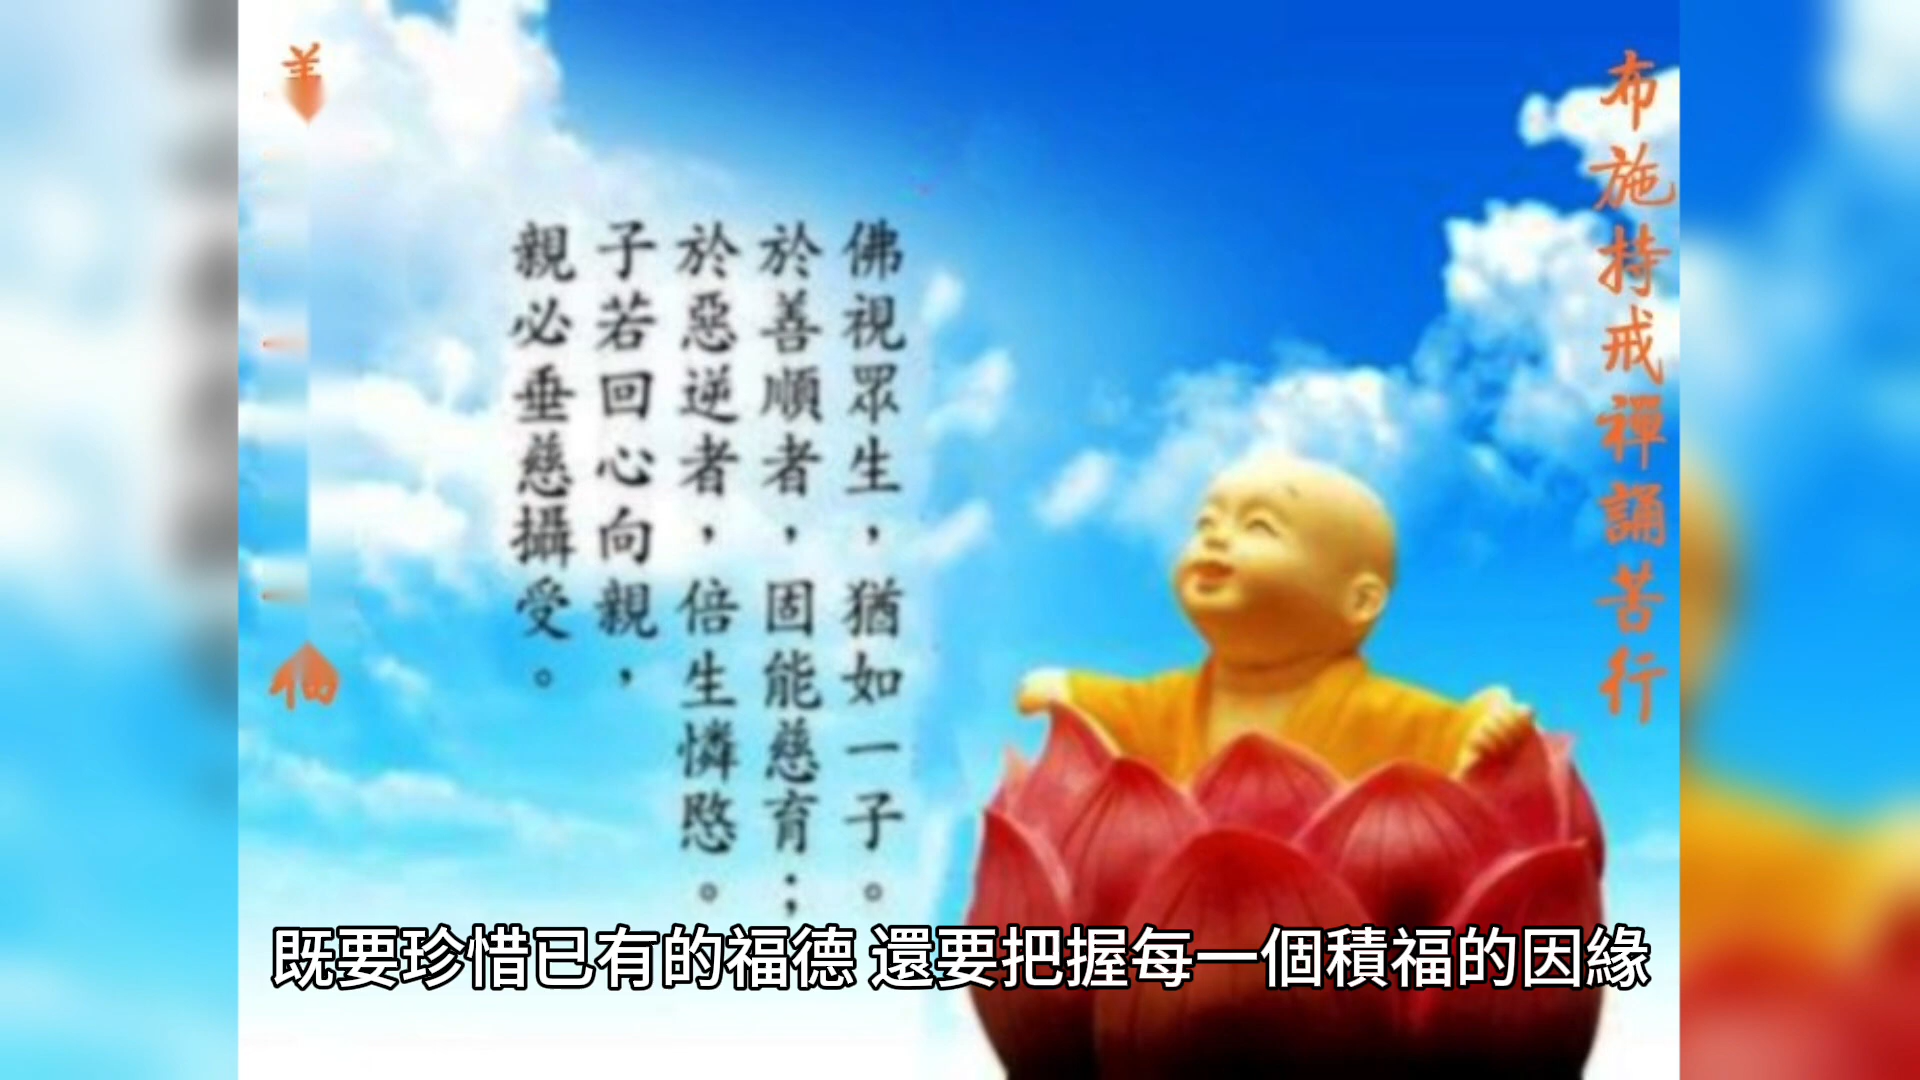 布施持戒禪誦苦行
佛視眾生，猶如一子。
於善順者，固能慈育；
於惡逆者，倍生憐愍。
子若回心向親，
親必垂慈攝受。
既要珍惜已有的福德 還要把握每一個積福的因緣